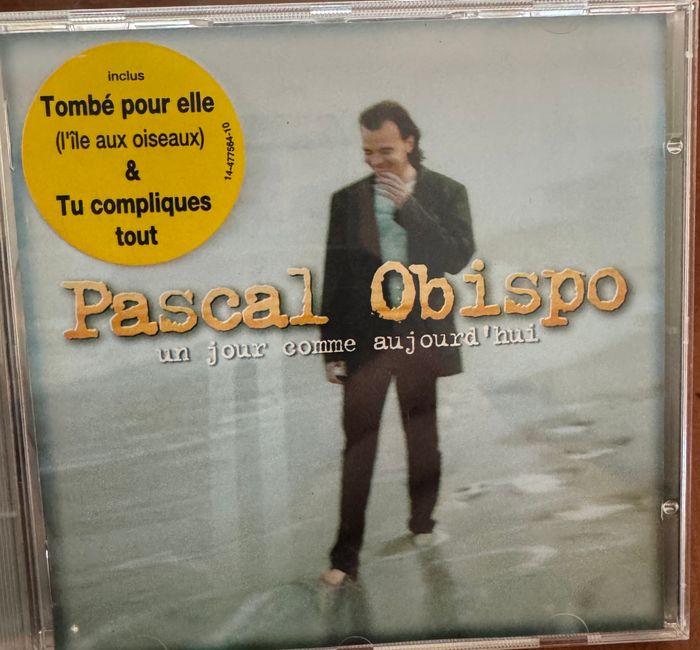 inclus
Tombé pour elle
(l'île aux oiseaux)
&
Tu compliques
tout
14-477564-10
Pascal Obispo
un jour comme aujourd'hui